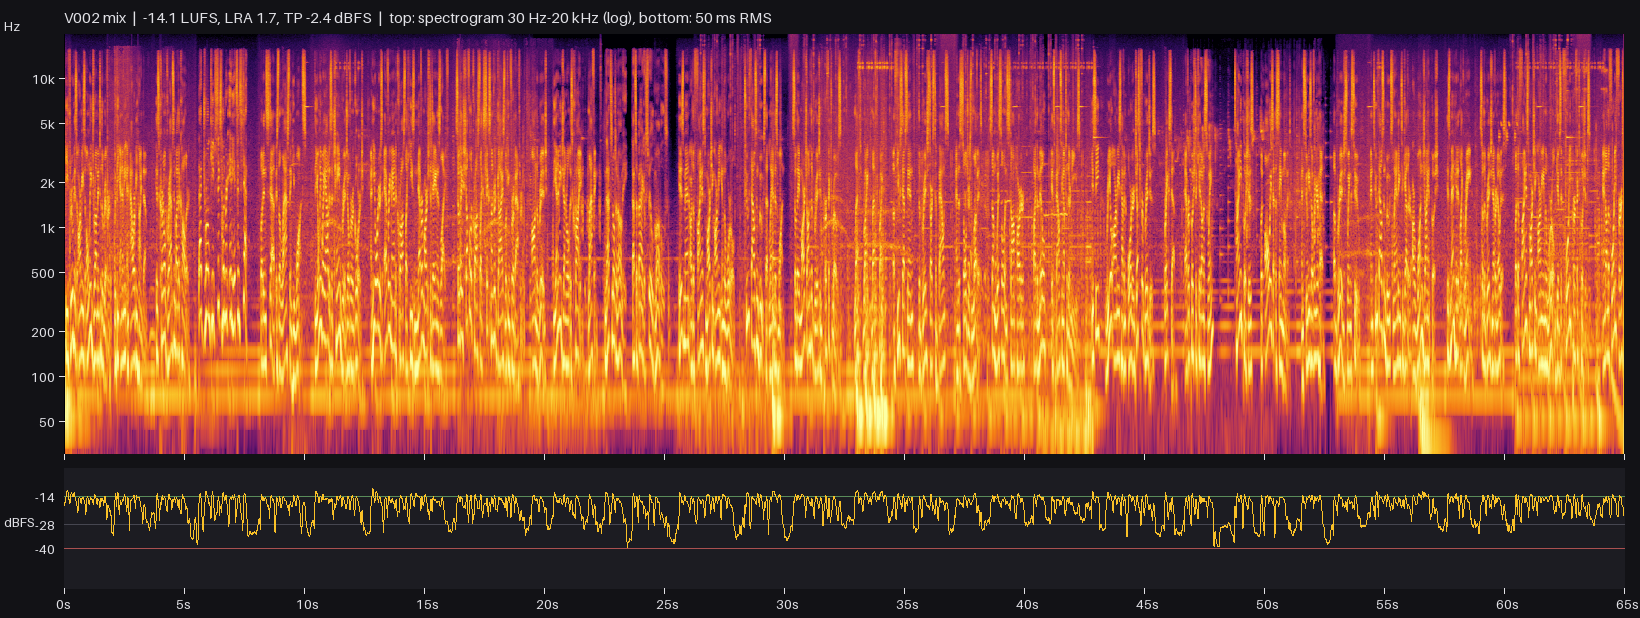 V002 mix | -14.1 LUFS, LRA 1.7, TP -2.4 dBFS | top: spectrogram 30 Hz-20 kHz (log), bottom: 50 ms RMS
Hz
10k
5k
2k
1k
500
200
100
50
-14
dBFS -28
-40
0s 5s 10s 15s 20s 25s 30s 35s 40s 45s 50s 55s 60s 65s